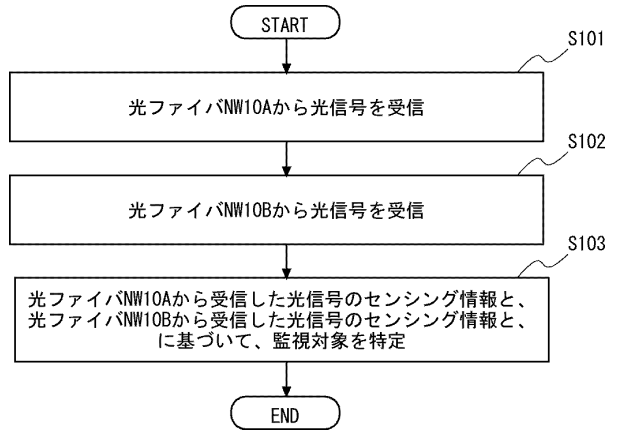 START
S101
光ファイバNW10Aから光信号を受信
S102
光ファイバNW10Bから光信号を受信
S103
光ファイバNW10Aから受信した光信号のセンシング情報と、
光ファイバNW10Bから受信した光信号のセンシング情報と、
に基づいて、監視対象を特定
END